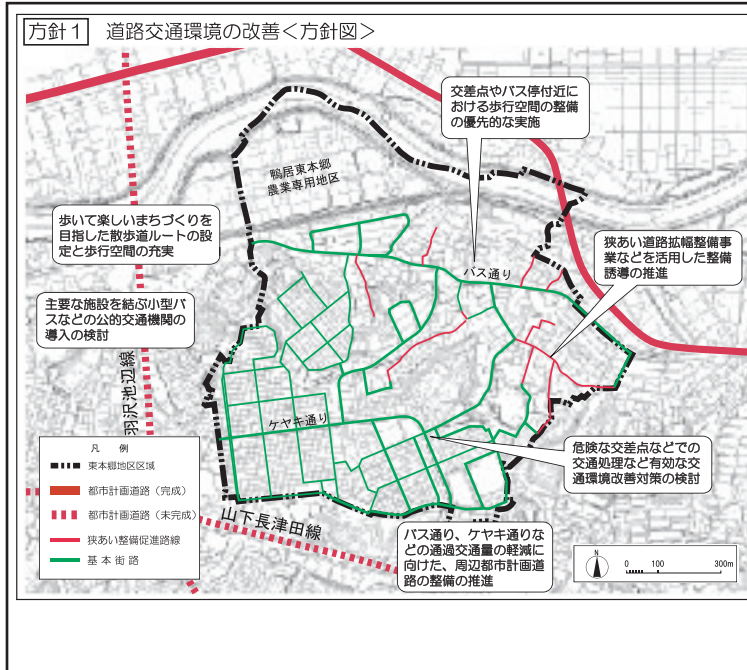 方針1 道路交通環境の改善＜方針図＞
交差点やバス停付近に
おける歩行空間の整備
の優先的な実施
鴨居東本郷
農業専用地区
歩いて楽しいまちづくりを
目指した散歩道ルートの設
定と歩行空間の充実
狭あい道路拡幅整備事
業などを活用した整備
誘導の推進
バス通り
主要な施設を結ぶ小型バ
スなどの公的交通機関の
導入の検討
羽沢池辺線
ケヤキ通り
危険な交差点などでの
交通処理など有効な交
通環境改善対策の検討
凡 例
東本郷地区区域
都市計画道路（完成）
都市計画道路（未完成）
狭あい整備促進路線
基本街路
山下長津田線
バス通り、ケヤキ通りな
どの通過交通量の軽減に
向けた、周辺都市計画道
路の整備の推進
N
0 100 300m